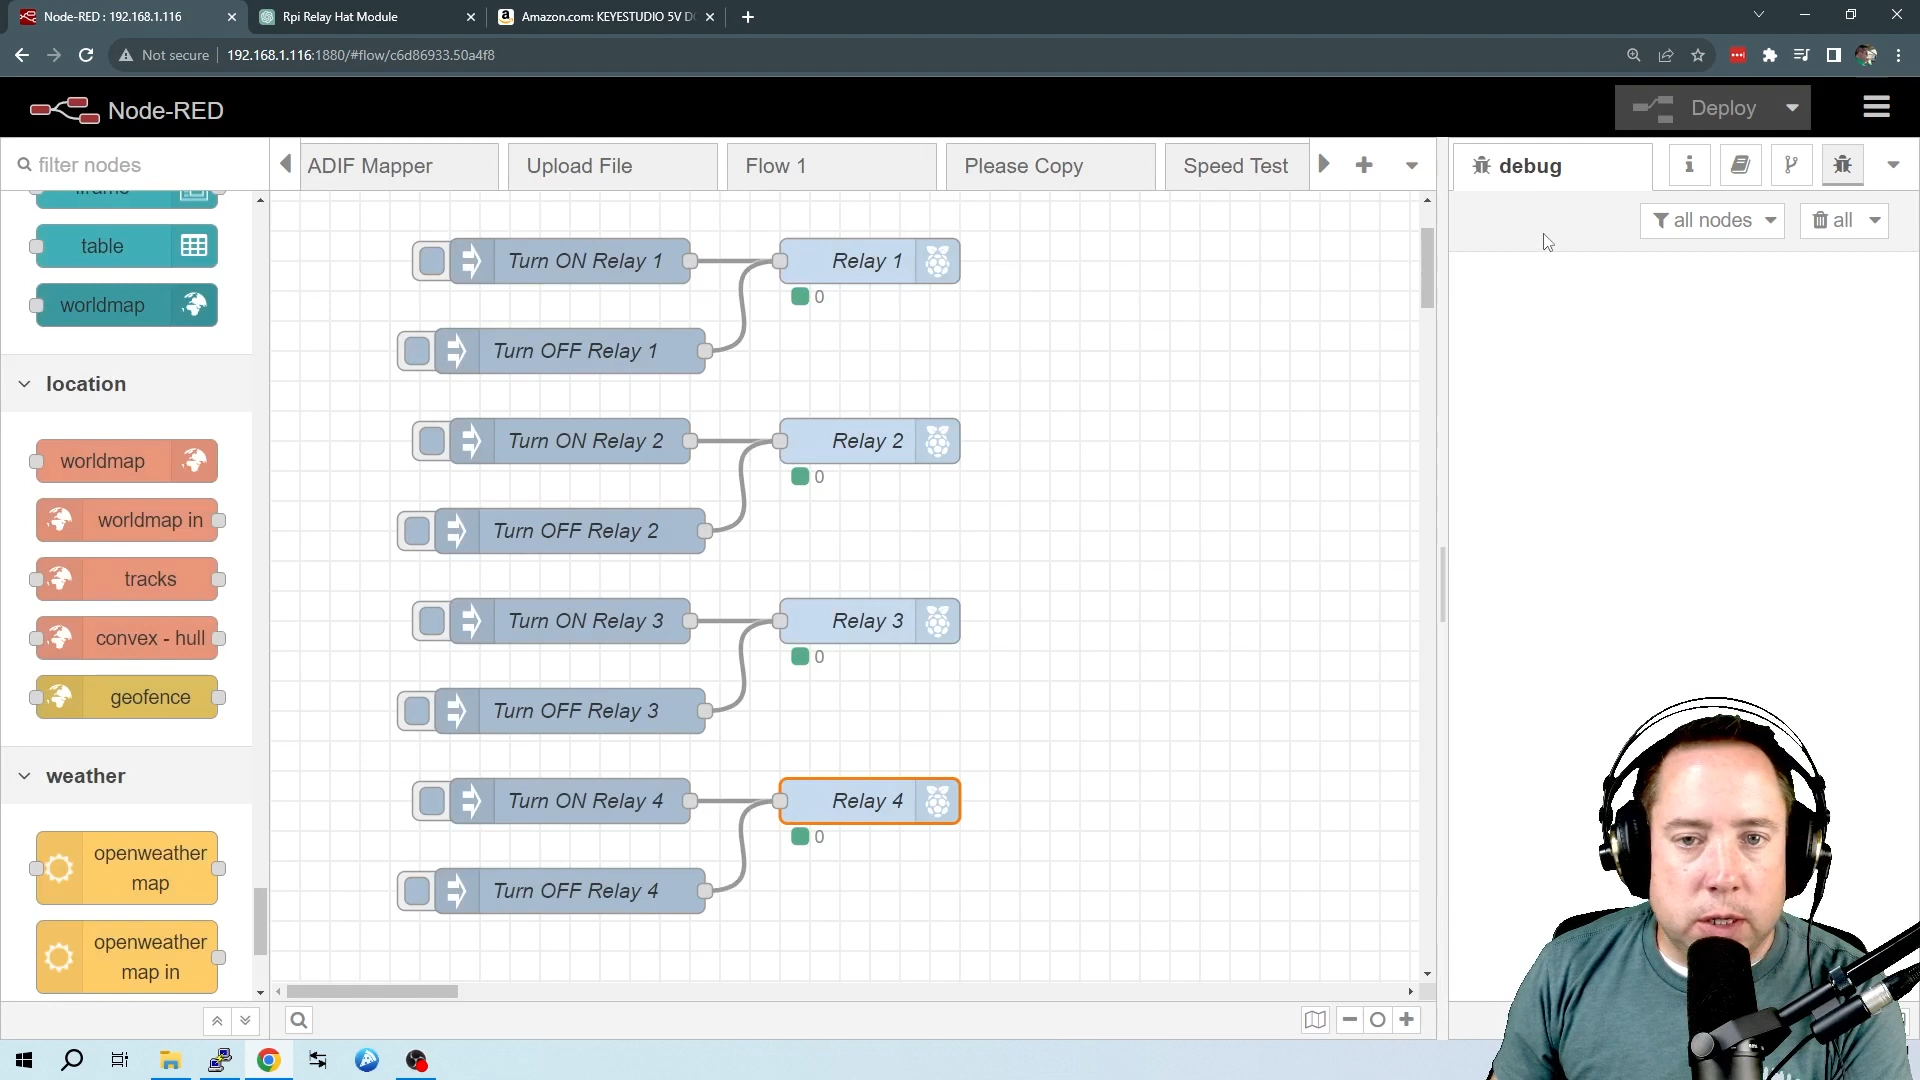 Node-RED : 192.168.1.116
Rpi Relay Hat Module
Amazon.com: KEYESTUDIO 5V D
Not secure
192.168.1.116:1880/#flow/c6d86933.50a4f8
Node-RED
Deploy
filter nodes
ADIF Mapper
Upload File
Flow 1
Please Copy
Speed Test
debug
all nodes
all
table
worldmap
location
worldmap
worldmap in
tracks
convex - hull
geofence
weather
openweather
map
openweather
map in
Turn ON Relay 1
Relay 1
0
Turn OFF Relay 1
Turn ON Relay 2
Relay 2
0
Turn OFF Relay 2
Turn ON Relay 3
Relay 3
0
Turn OFF Relay 3
Turn ON Relay 4
Relay 4
0
Turn OFF Relay 4